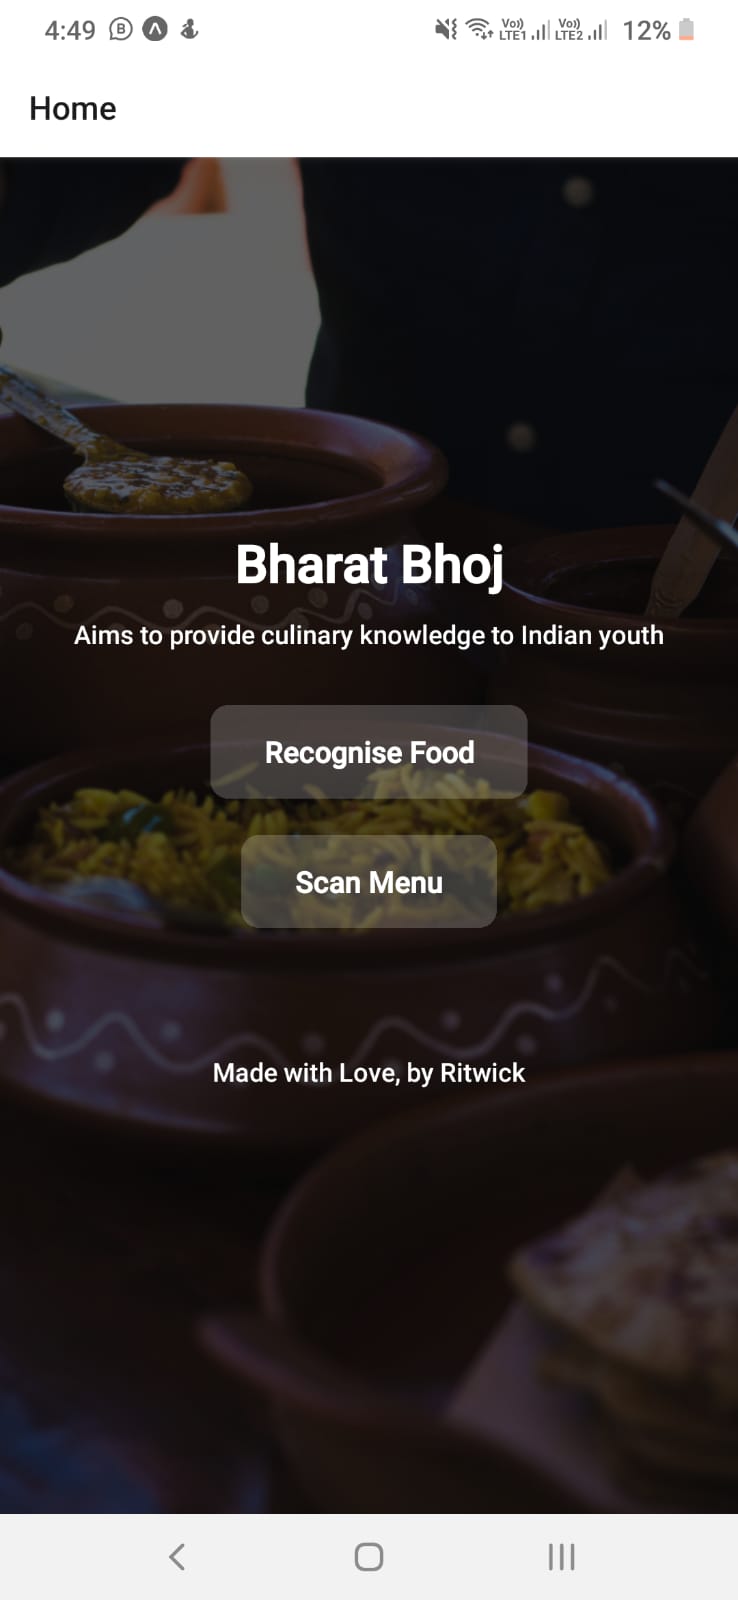 4:49 B Vo)) LTE1 Vo)) LTE2 12%
Home
Bharat Bhoj
Aims to provide culinary knowledge to Indian youth
Recognise Food
Scan Menu
Made with Love, by Ritwick